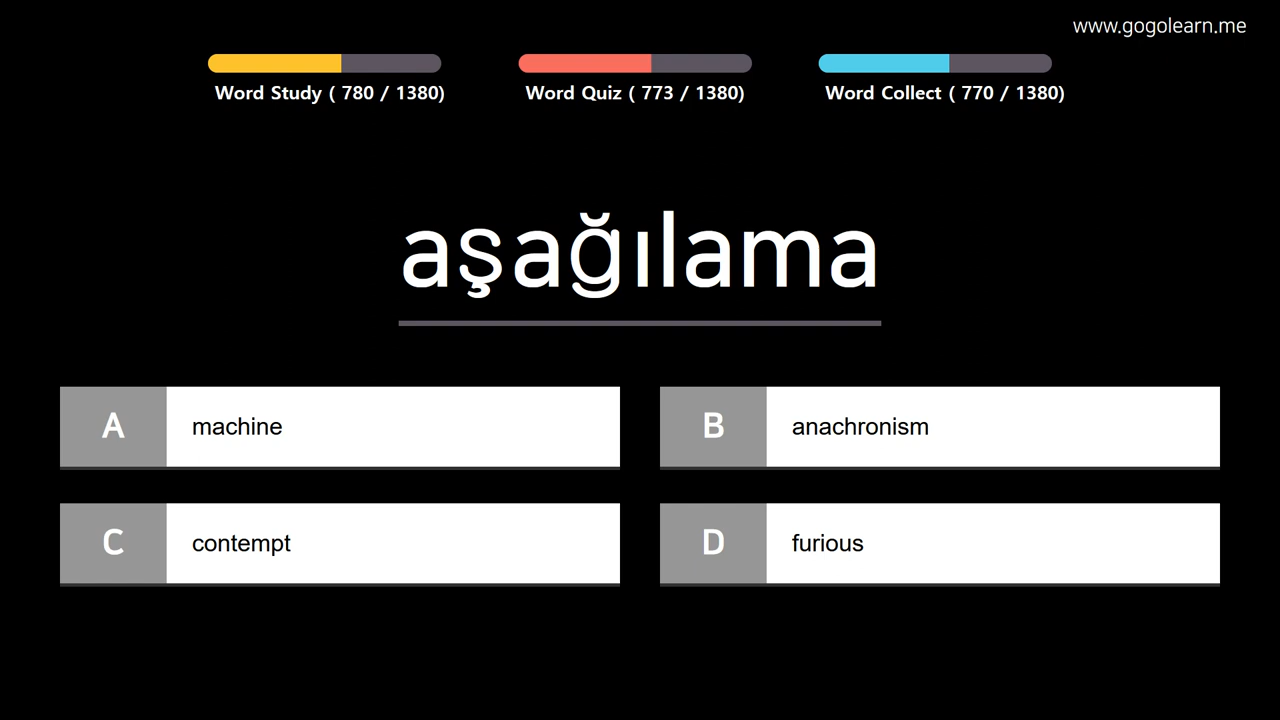 www.gogolearn.me
Word Study ( 780 / 1380)
Word Quiz ( 773 / 1380)
Word Collect ( 770 / 1380)
aşağılama
A machine
B anachronism
C contempt
D furious